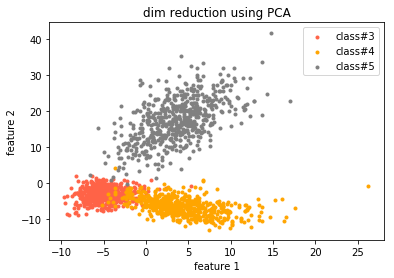 dim reduction using PCA
class#3
class#4
class#5
40
30
20
10
0
−10
feature 2
−10 −5 0 5 10 15 20 25
feature 1